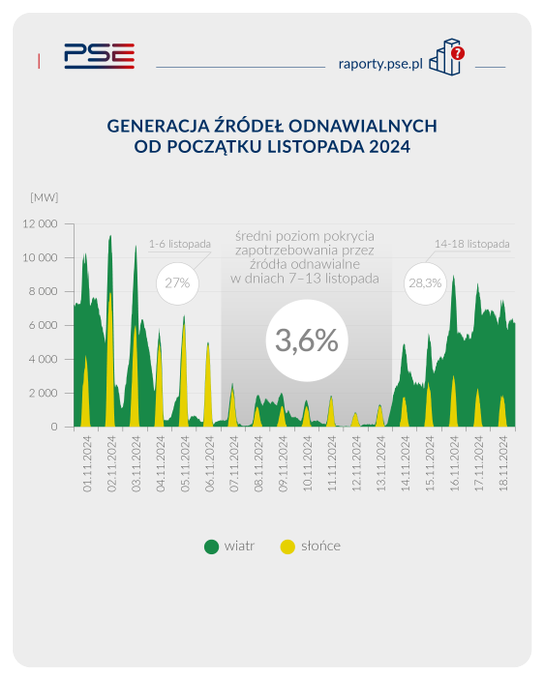 PSE
raporty.pse.pl
?
GENERACJA ŹRÓDEŁ ODNAWIALNYCH
OD POCZĄTKU LISTOPADA 2024
[MW]
12 000
10 000
8 000
6 000
4 000
2 000
0
1-6 listopada
27%
średni poziom pokrycia
zapotrzebowania przez
źródła odnawialne
w dniach 7–13 listopada
3,6%
14-18 listopada
28,3%
01.11.2024
02.11.2024
03.11.2024
04.11.2024
05.11.2024
06.11.2024
07.11.2024
08.11.2024
09.11.2024
10.11.2024
11.11.2024
12.11.2024
13.11.2024
14.11.2024
15.11.2024
16.11.2024
17.11.2024
18.11.2024
wiatr
słońce